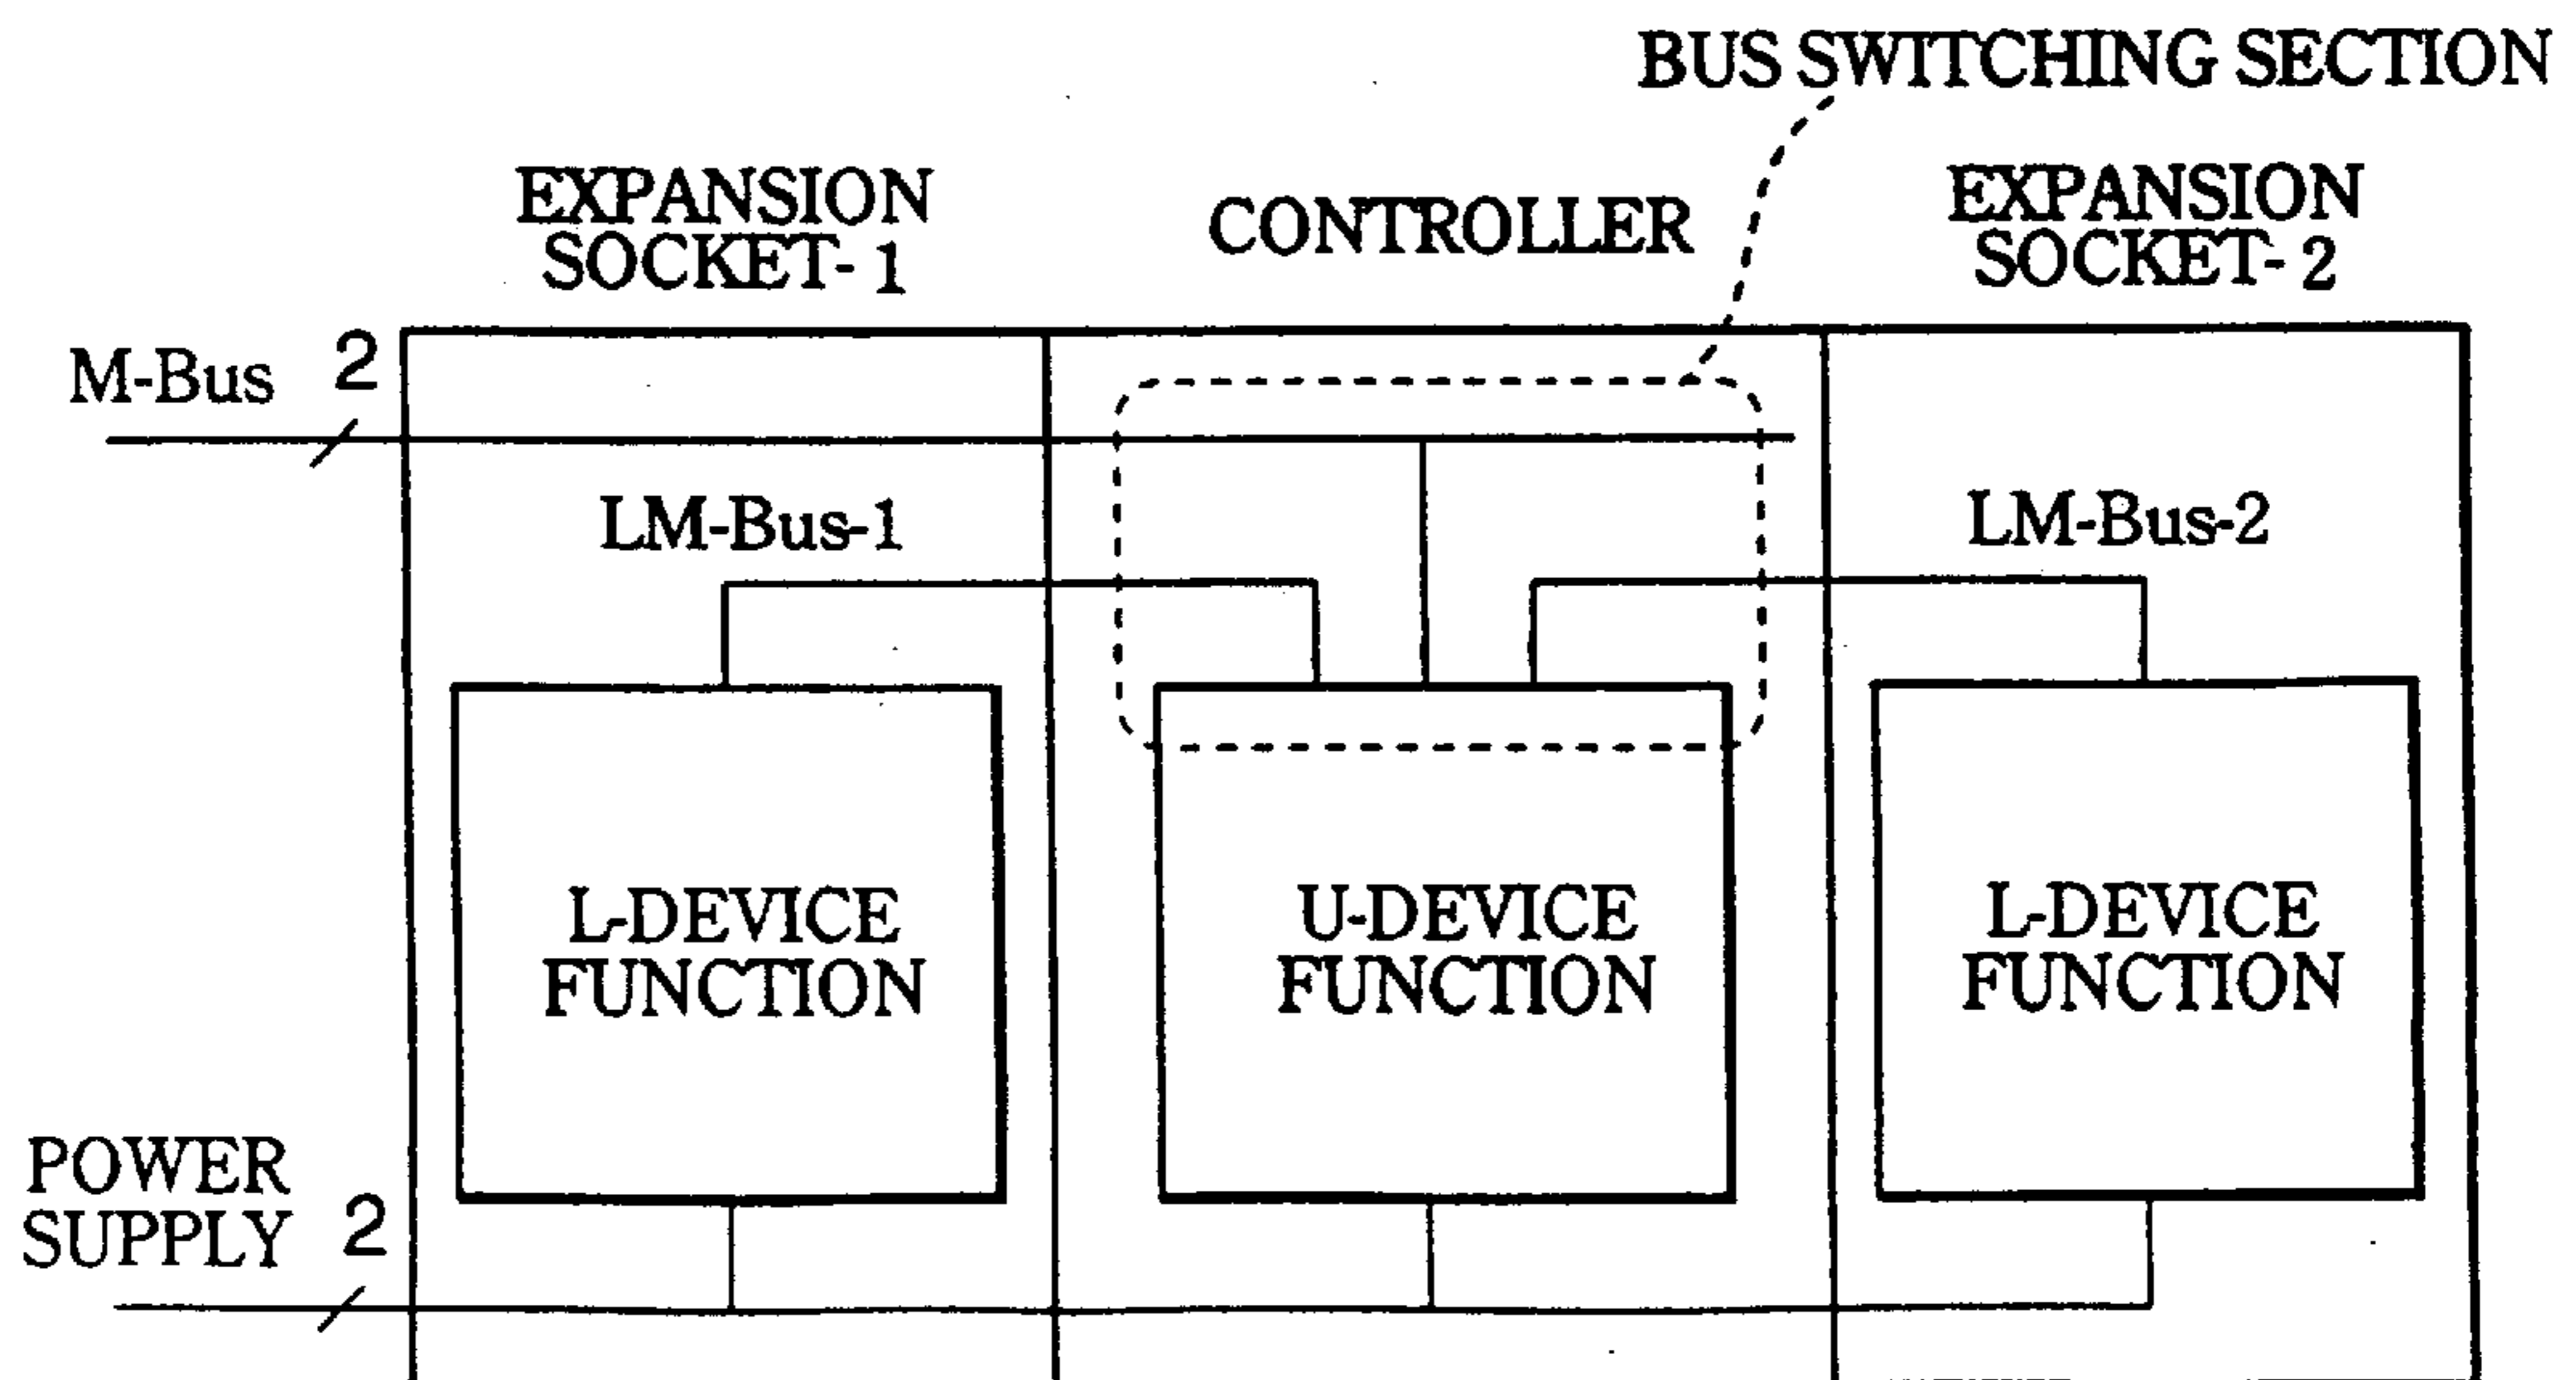 BUS SWITCHING SECTION
EXPANSION
SOCKET- 1
CONTROLLER
EXPANSION
SOCKET- 2
M-Bus 2
LM-Bus-1
LM-Bus-2
L-DEVICE
FUNCTION
U-DEVICE
FUNCTION
L-DEVICE
FUNCTION
POWER
SUPPLY 2